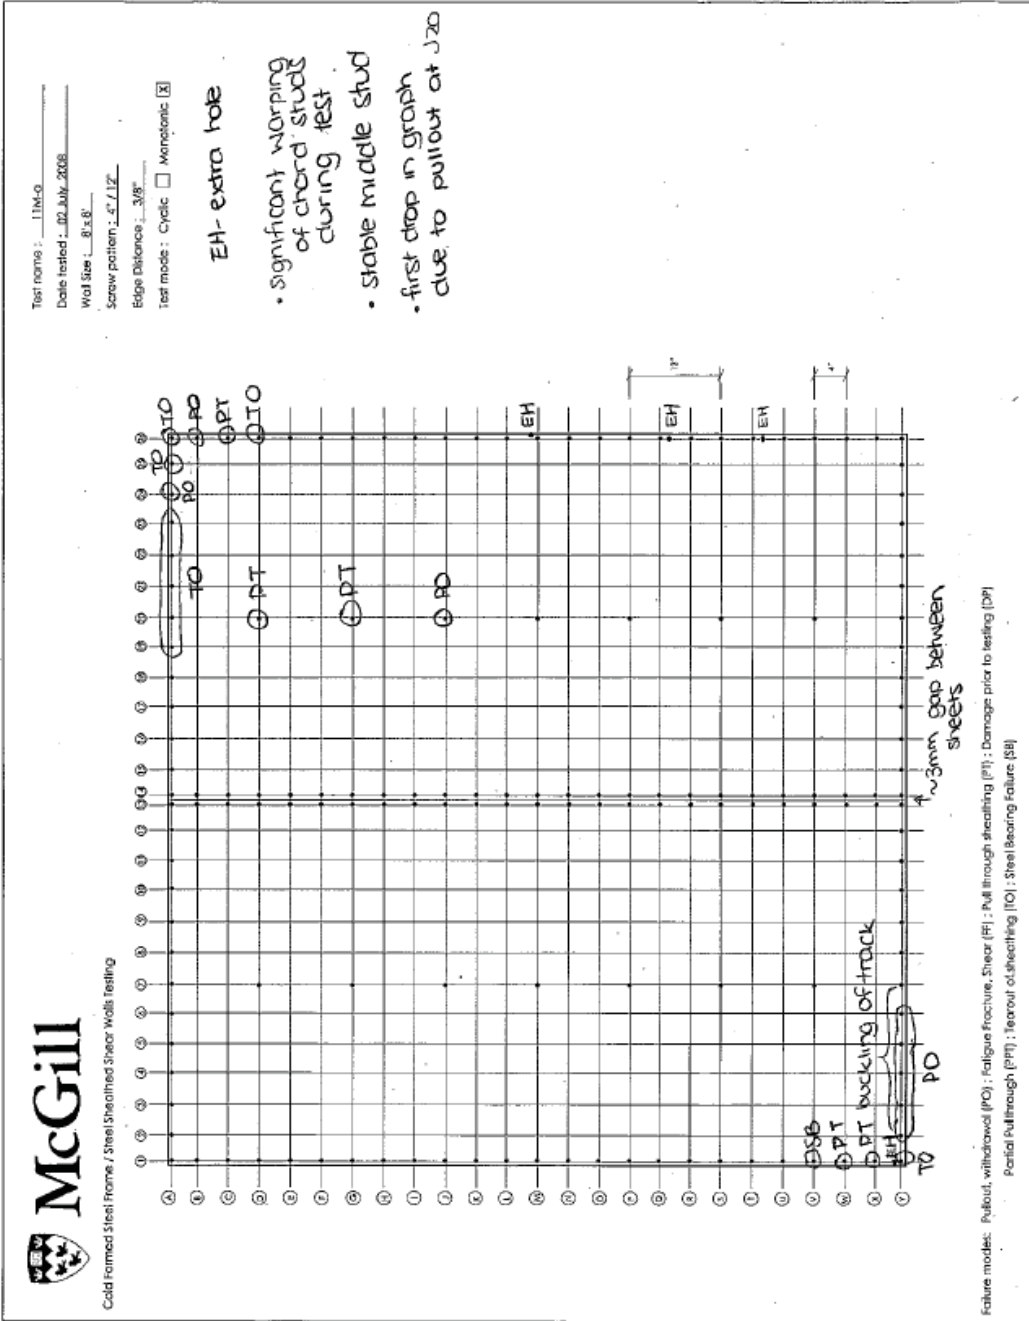 McGill
Cold Formed Steel Frame / Steel Sheathed Shear Walls Testing
Test name : 11M-a
Date tested : 02 July 2008
Wall Size : 8'x 8'
Screw pattern : 4" / 12"
Edge Distance : 3/8"
Test mode : Cyclic Monotonic X
EH- extra hole
• significant warping
of chord studs
during test
• stable middle stud
• first drop in graph
due to pullout at J20
TO
PO
PT
TO
TO
PO
TO
PT
PT
PO
EH
EH
EH
12"
4"
A
B
C
D
E
F
G
H
I
J
K
L
M
N
O
P
Q
R
S
T
U
V
W
X
Y
SB
PT
PT buckling of track
EH
TO
PO
~3mm gap between
sheets
Failure modes: Pullout, withdrawal (PO) ; Fatigue Fracture, Shear (FF) ; Pull through sheathing (PT) ; Damage prior to testing (DP)
Partial Pullthrough (PPT) ; Tearout of sheathing (TO) ; Steel Bearing Failure (SB)